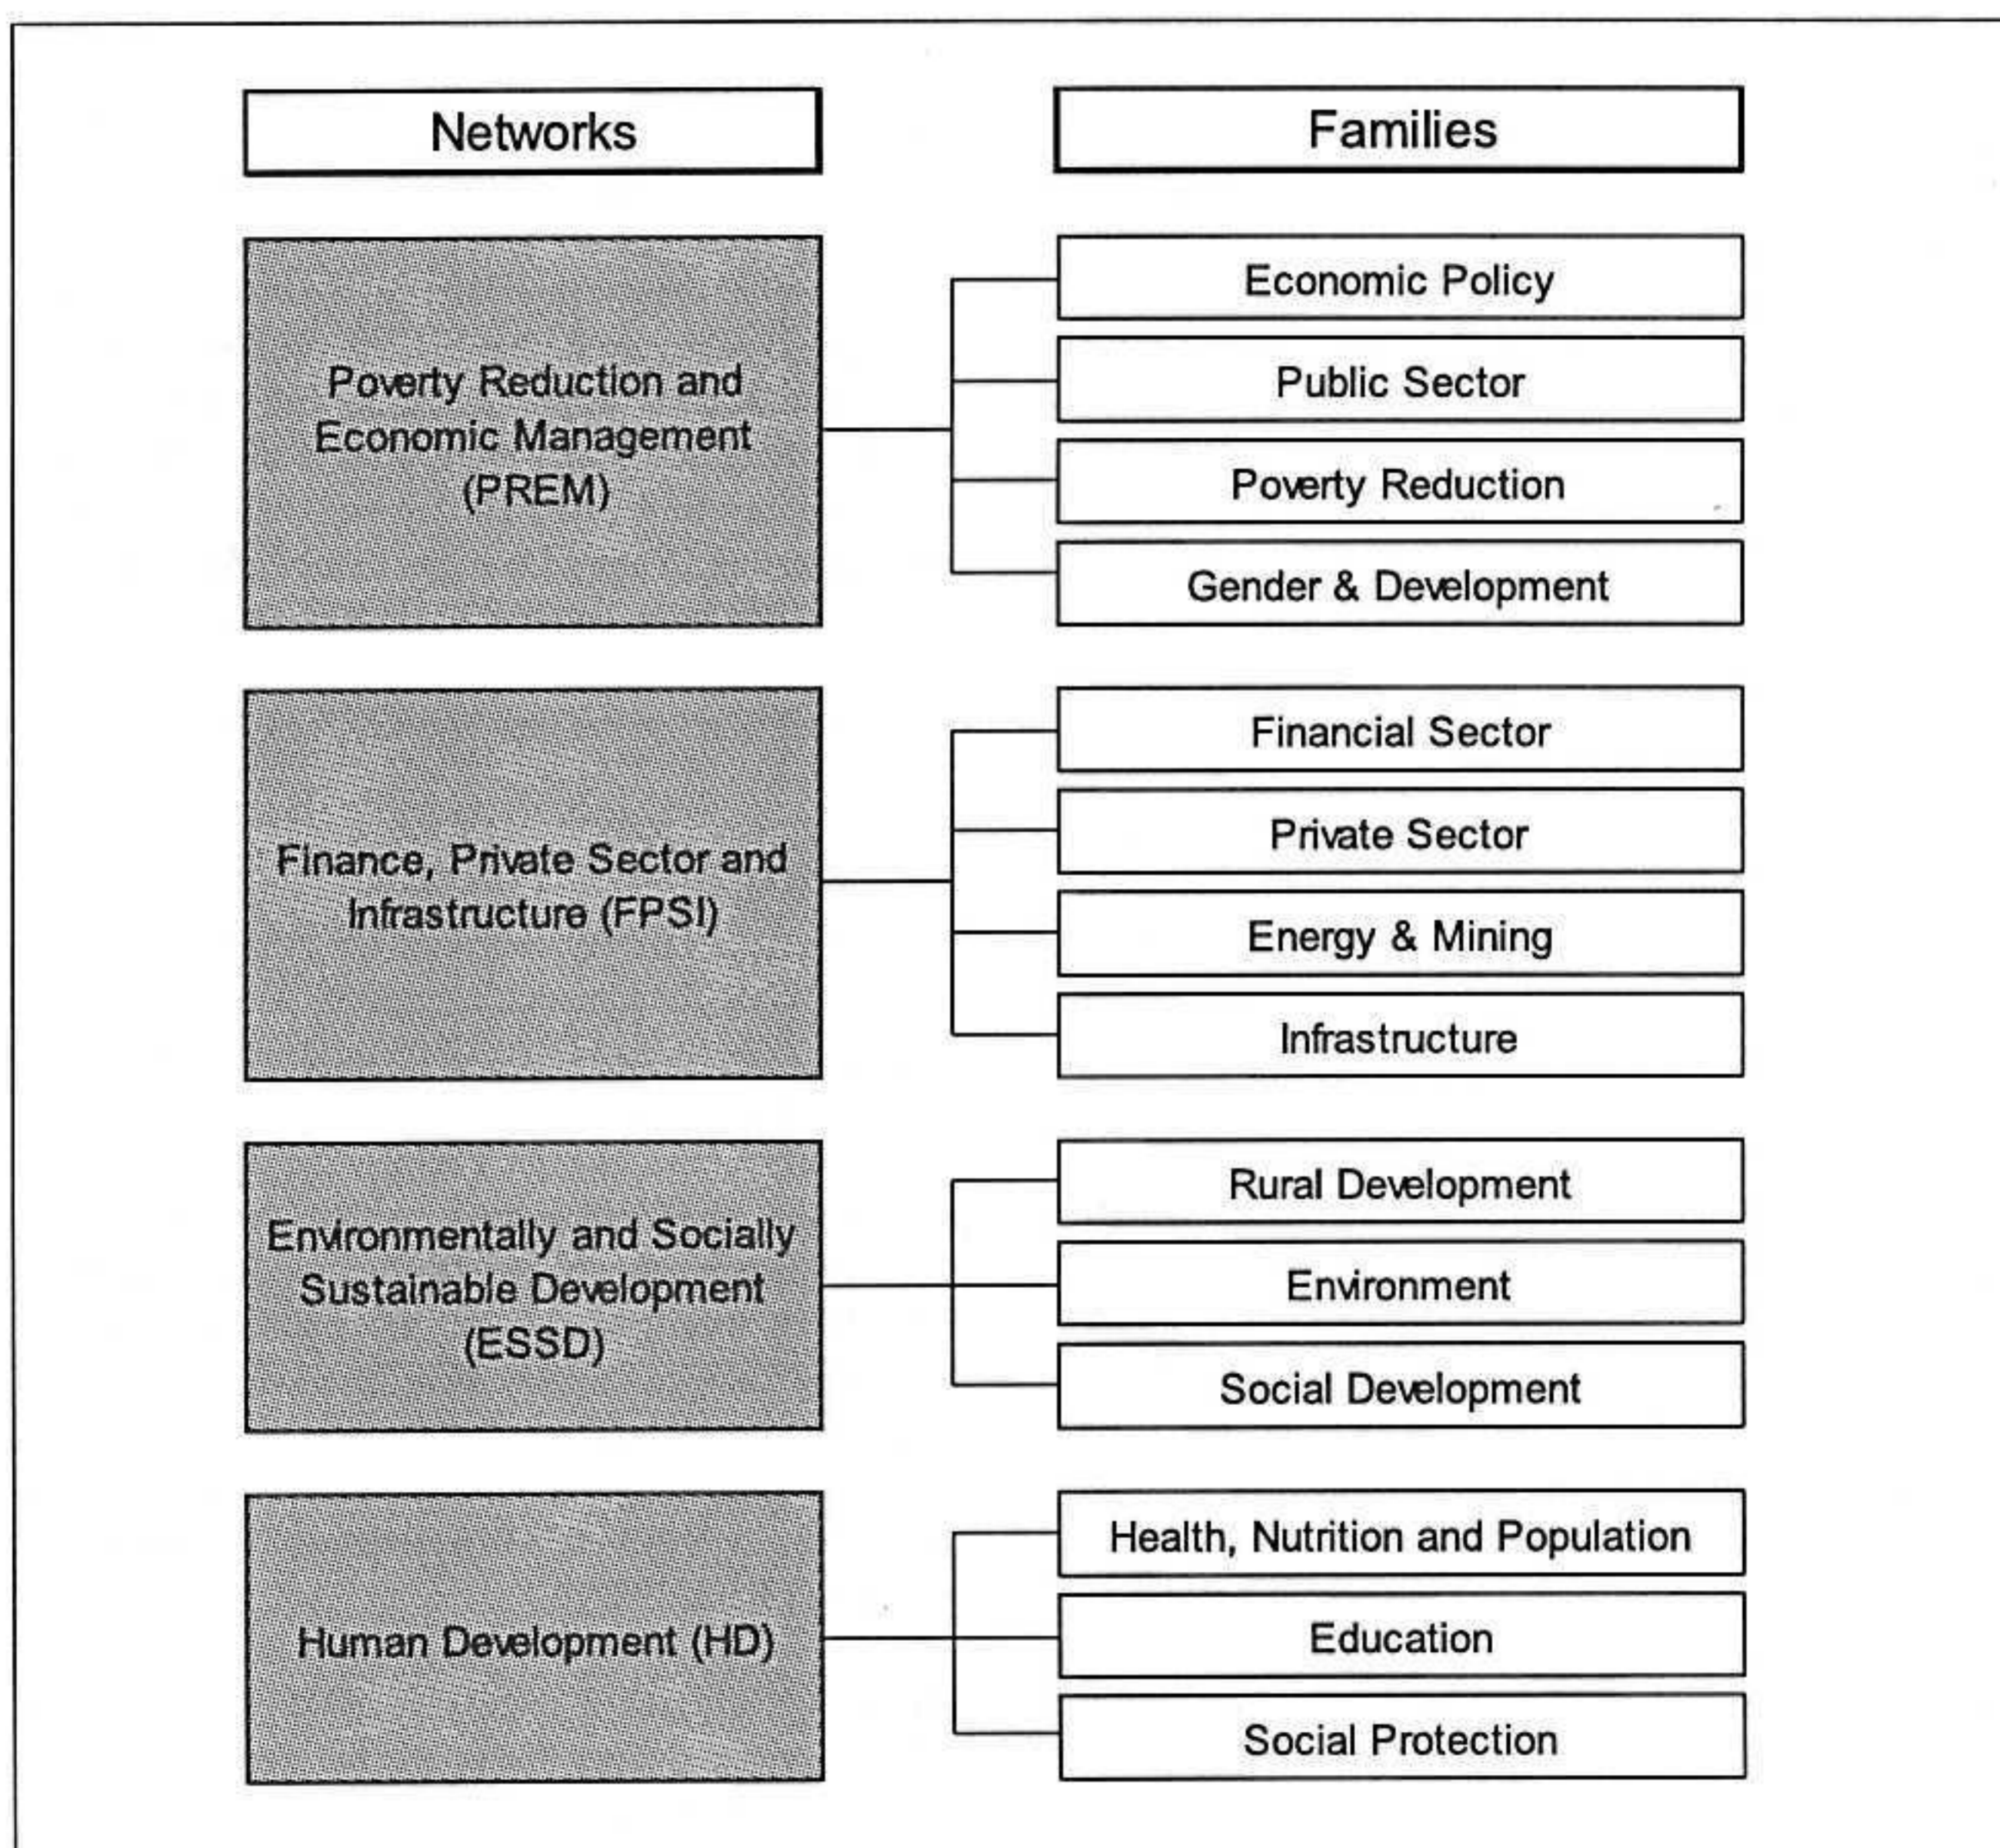 Networks
Families
Poverty Reduction and
Economic Management
(PREM)
Economic Policy
Public Sector
Poverty Reduction
Gender & Development
Finance, Private Sector and
Infrastructure (FPSI)
Financial Sector
Private Sector
Energy & Mining
Infrastructure
Environmentally and Socially
Sustainable Development
(ESSD)
Rural Development
Environment
Social Development
Human Development (HD)
Health, Nutrition and Population
Education
Social Protection